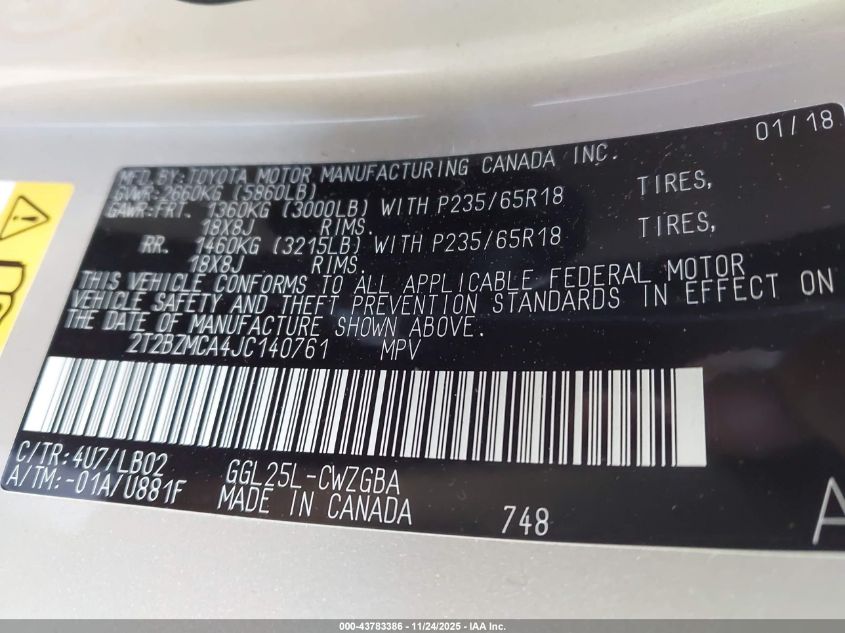 01/18
MFD.BY:TOYOTA MOTOR MANUFACTURING CANADA INC.
GVWR:2660KG (5860LB)
GAWR:FRT. 1360KG (3000LB) WITH P235/65R18 TIRES,
18X8J RIMS.
RR. 1460KG (3215LB) WITH P235/65R18 TIRES,
18X8J RIMS.
THIS VEHICLE CONFORMS TO ALL APPLICABLE FEDERAL MOTOR
VEHICLE SAFETY AND THEFT PREVENTION STANDARDS IN EFFECT ON
THE DATE OF MANUFACTURE SHOWN ABOVE.
2T2BZMCA4JC140761 MPV
C/TR:4U7/LB02
A/TM:-01A/U881F
GGL25L-CWZGBA
MADE IN CANADA
748
A
000-43783386 - 11/24/2025 - IAA Inc.